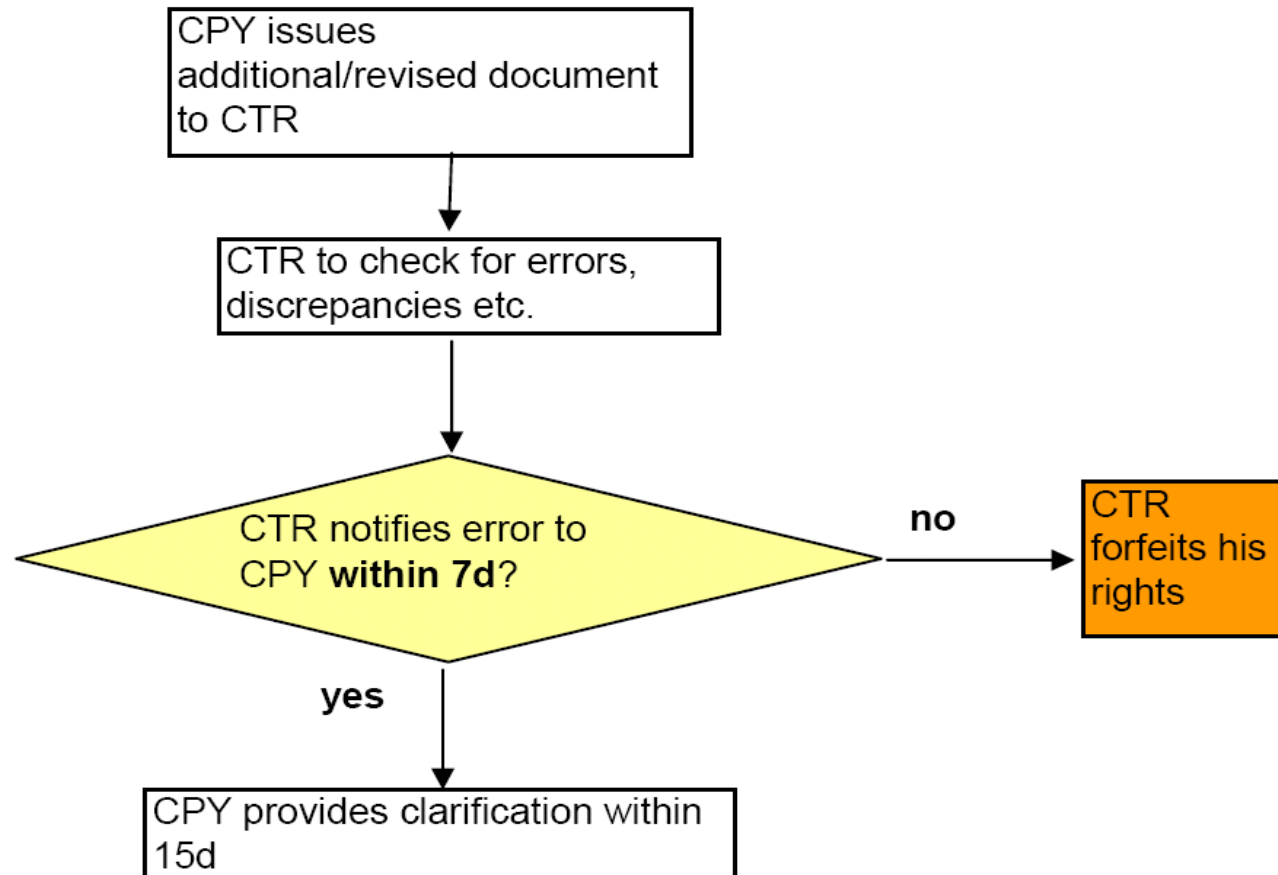 CPY issues
additional/revised document
to CTR
CTR to check for errors,
discrepancies etc.
CTR notifies error to
CPY within 7d?
no
CTR
forfeits his
rights
yes
CPY provides clarification within
15d